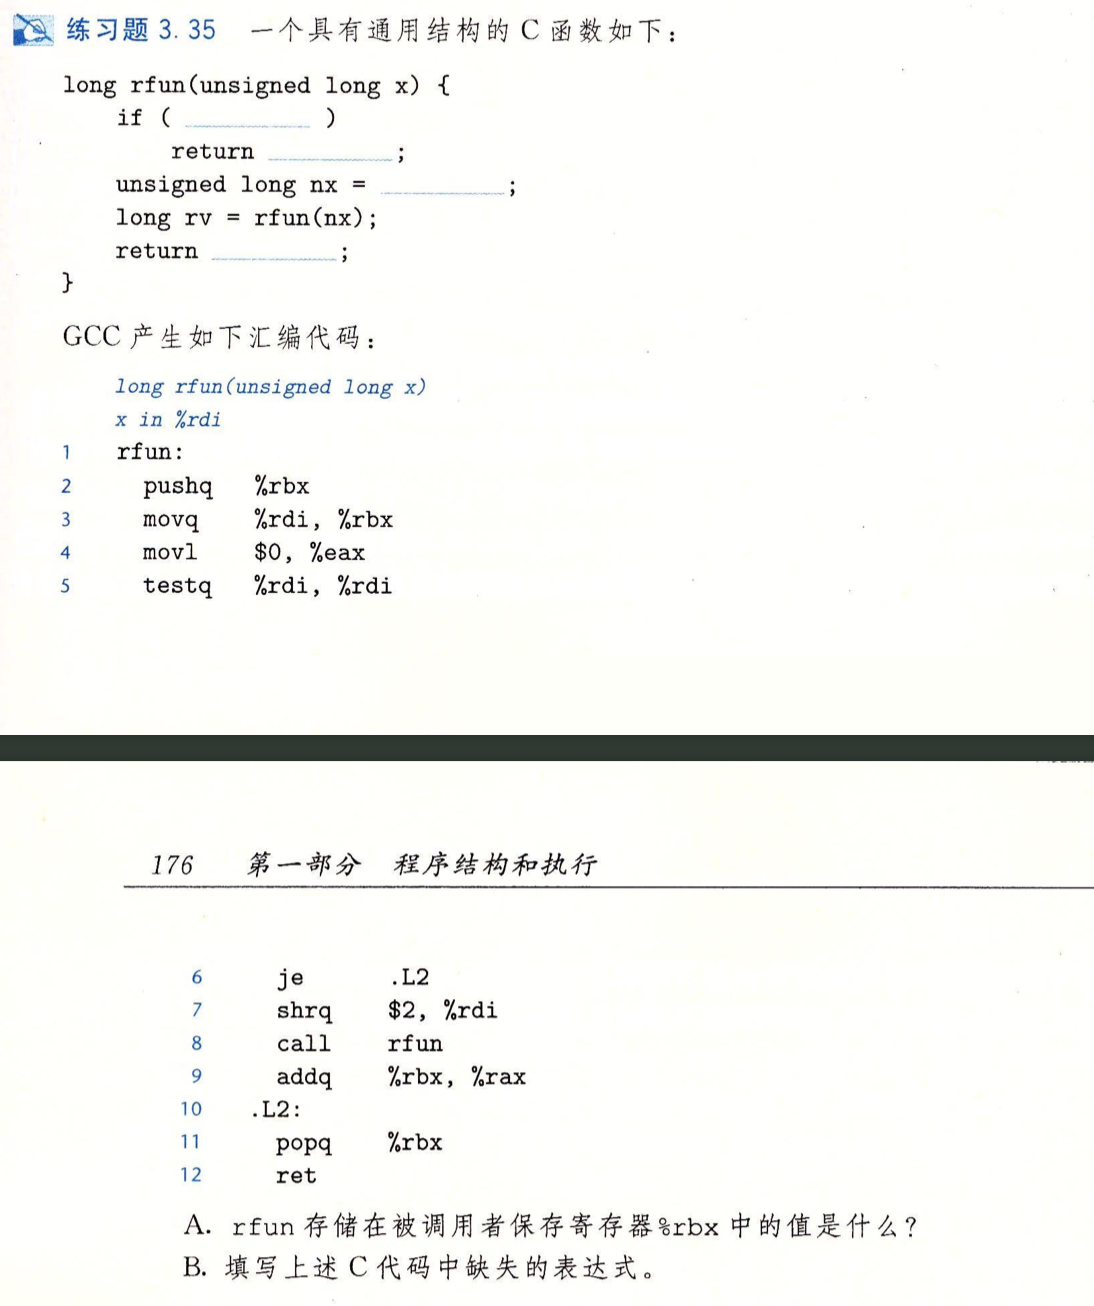 练习题 3.35 一个具有通用结构的 C 函数如下：
long rfun(unsigned long x) {
if ( __________ )
return __________;
unsigned long nx = __________;
long rv = rfun(nx);
return __________;
}
GCC 产生如下汇编代码：
long rfun(unsigned long x)
x in %rdi
1 rfun:
2 pushq %rbx
3 movq %rdi, %rbx
4 movl $0, %eax
5 testq %rdi, %rdi
176 第一部分 程序结构和执行
6 je .L2
7 shrq $2, %rdi
8 call rfun
9 addq %rbx, %rax
10 .L2:
11 popq %rbx
12 ret
A. rfun 存储在被调用者保存寄存器%rbx 中的值是什么？
B. 填写上述 C 代码中缺失的表达式。